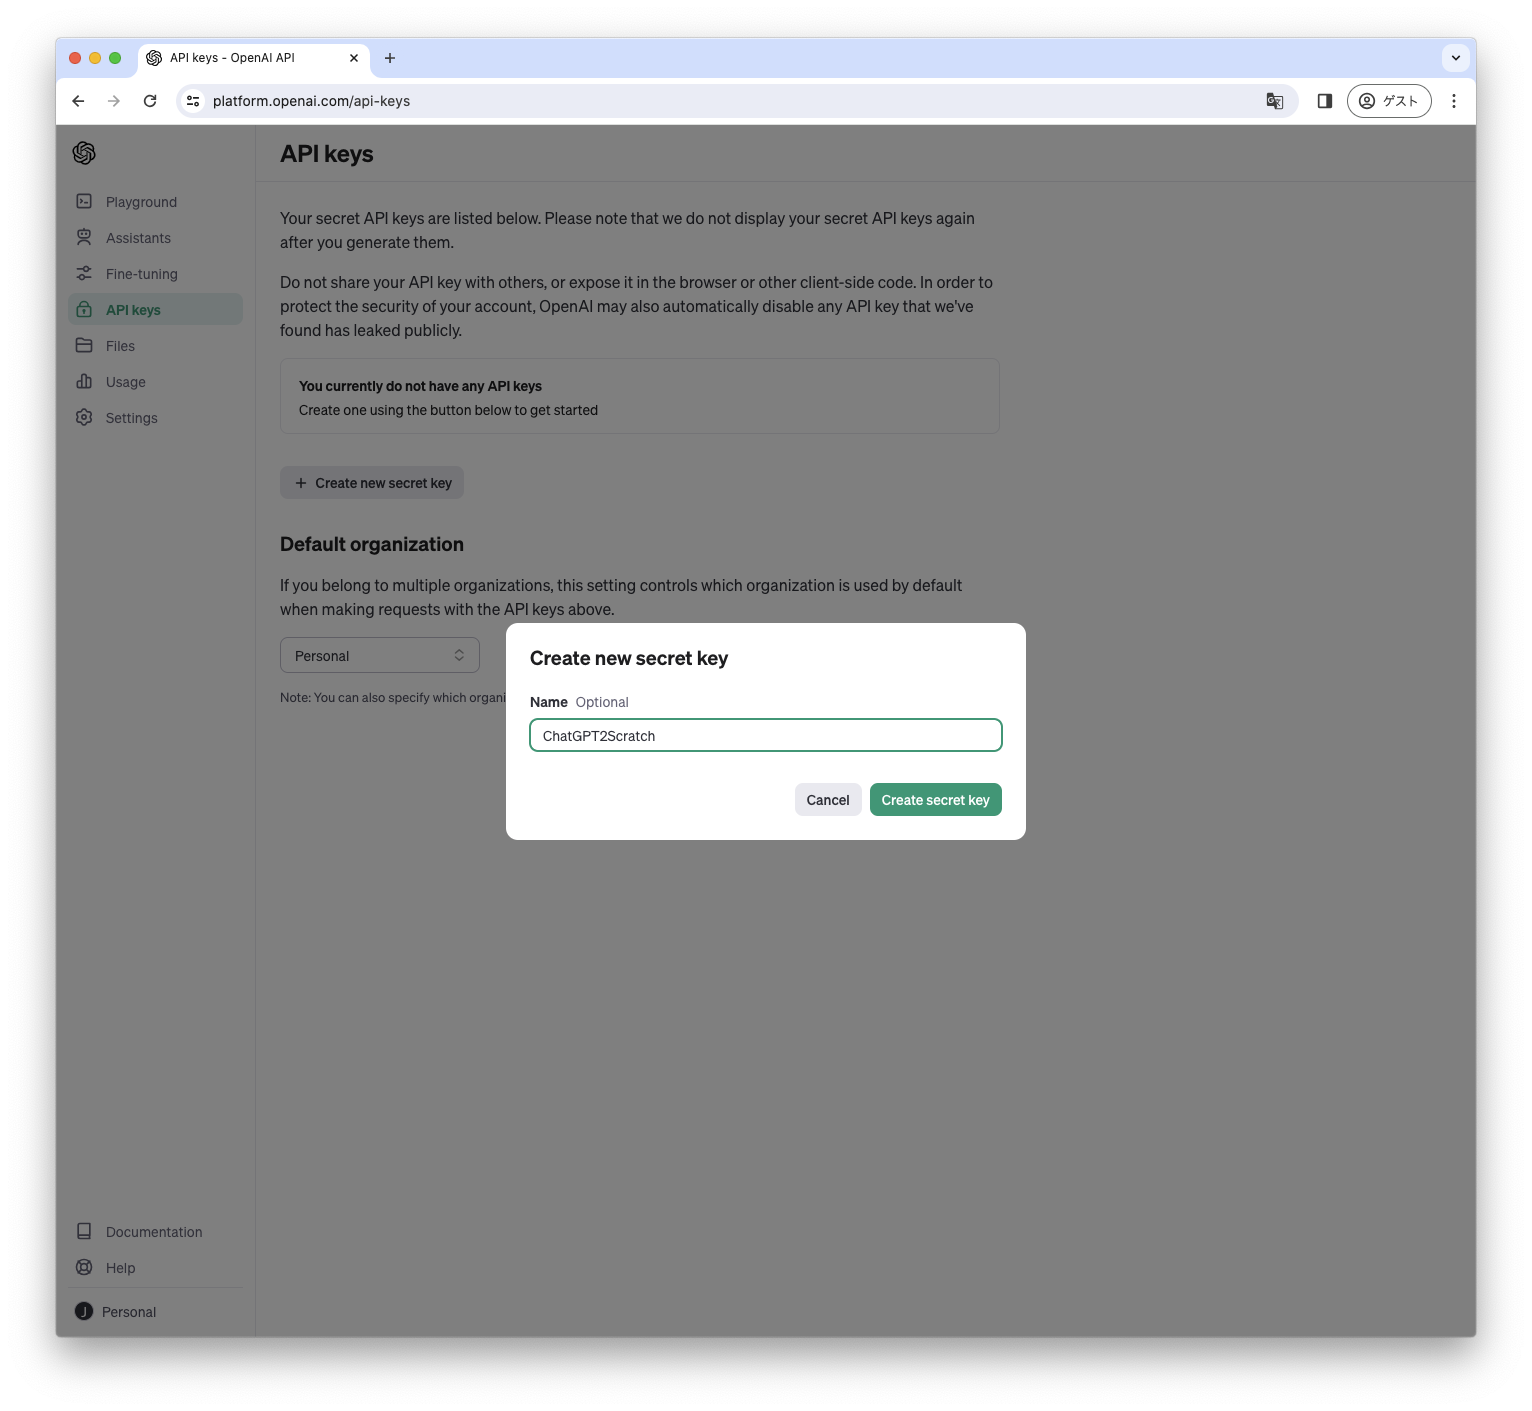 API keys - OpenAI API
platform.openai.com/api-keys
ゲスト
API keys
Playground
Assistants
Fine-tuning
API keys
Files
Usage
Settings
Your secret API keys are listed below. Please note that we do not display your secret API keys again
after you generate them.
Do not share your API key with others, or expose it in the browser or other client-side code. In order to
protect the security of your account, OpenAI may also automatically disable any API key that we've
found has leaked publicly.
You currently do not have any API keys
Create one using the button below to get started
+ Create new secret key
Default organization
If you belong to multiple organizations, this setting controls which organization is used by default
when making requests with the API keys above.
Personal
Note: You can also specify which organi
Create new secret key
Name Optional
ChatGPT2Scratch
Cancel
Create secret key
Documentation
Help
J Personal